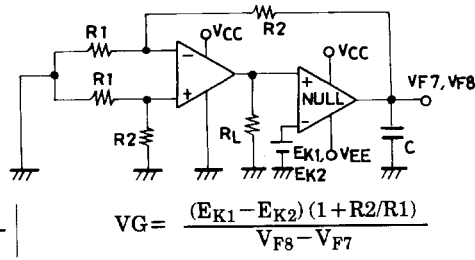 R1
R2
VCC
VCC
−
+
R1
R2
RL
+
NULL
−
EK1,
EK2
VEE
VF7, VF8
C
VG= (EK1−EK2) (1+R2/R1)
VF8−VF7